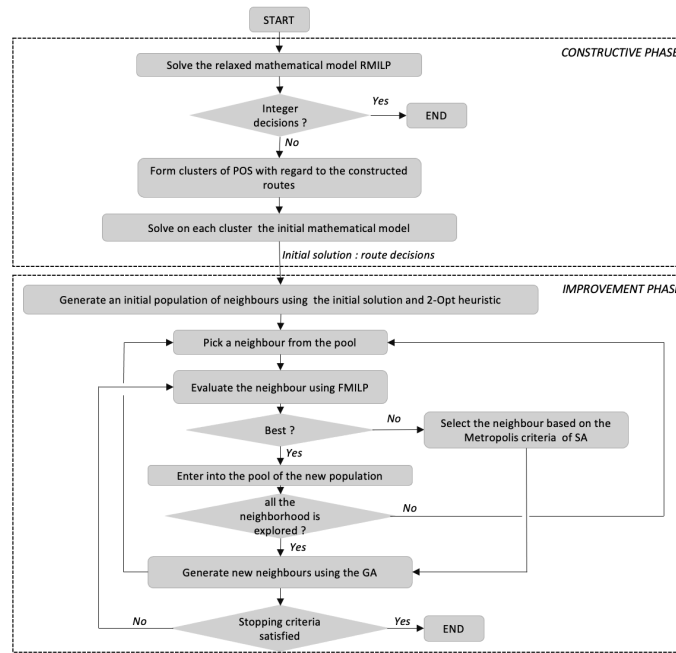 START
CONSTRUCTIVE PHASE
Solve the relaxed mathematical model RMILP
Integer
decisions ?
Yes
END
No
Form clusters of POS with regard to the constructed
routes
Solve on each cluster the initial mathematical model
Initial solution : route decisions
IMPROVEMENT PHASE
Generate an initial population of neighbours using the initial solution and 2-Opt heuristic
Pick a neighbour from the pool
Evaluate the neighbour using FMILP
Best ?
No
Select the neighbour based on the
Metropolis criteria of SA
Yes
Enter into the pool of the new population
all the
neighborhood is
explored ?
No
Yes
Generate new neighbours using the GA
No
Stopping criteria
satisfied
Yes
END